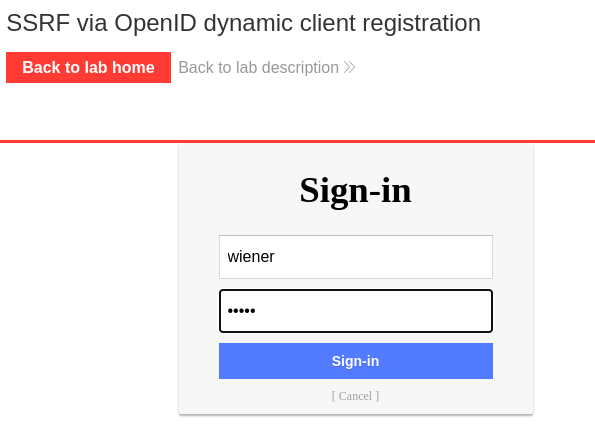 SSRF via OpenID dynamic client registration
Back to lab home Back to lab description
Sign-in
wiener
•••••
Sign-in
[ Cancel ]